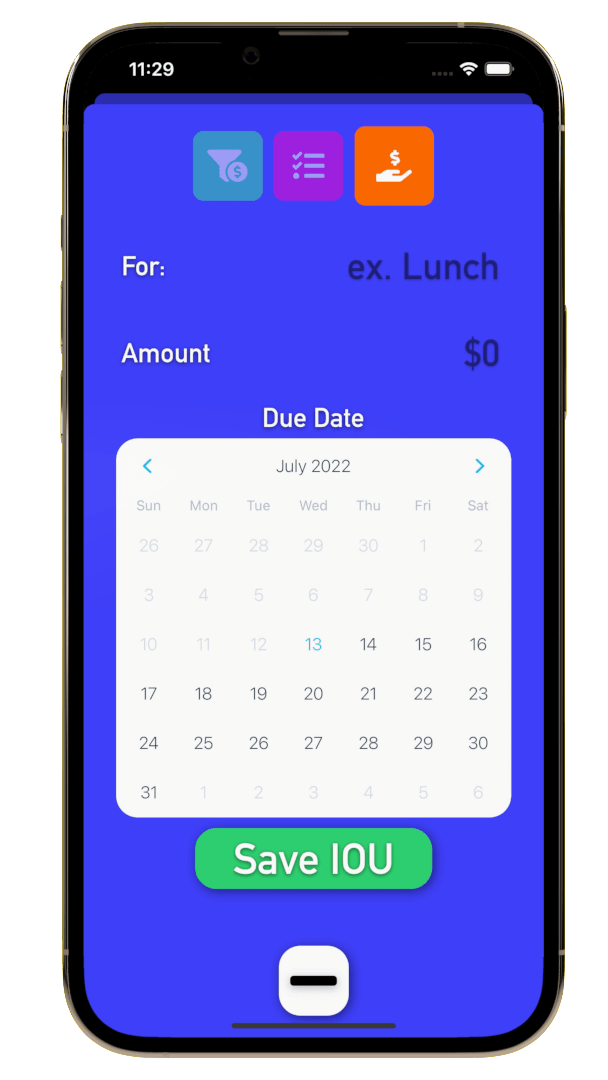 11:29
$ $
For: ex. Lunch
Amount $0
Due Date
July 2022
Sun Mon Tue Wed Thu Fri Sat
26 27 28 29 30 1 2
3 4 5 6 7 8 9
10 11 12 13 14 15 16
17 18 19 20 21 22 23
24 25 26 27 28 29 30
31 1 2 3 4 5 6
Save IOU